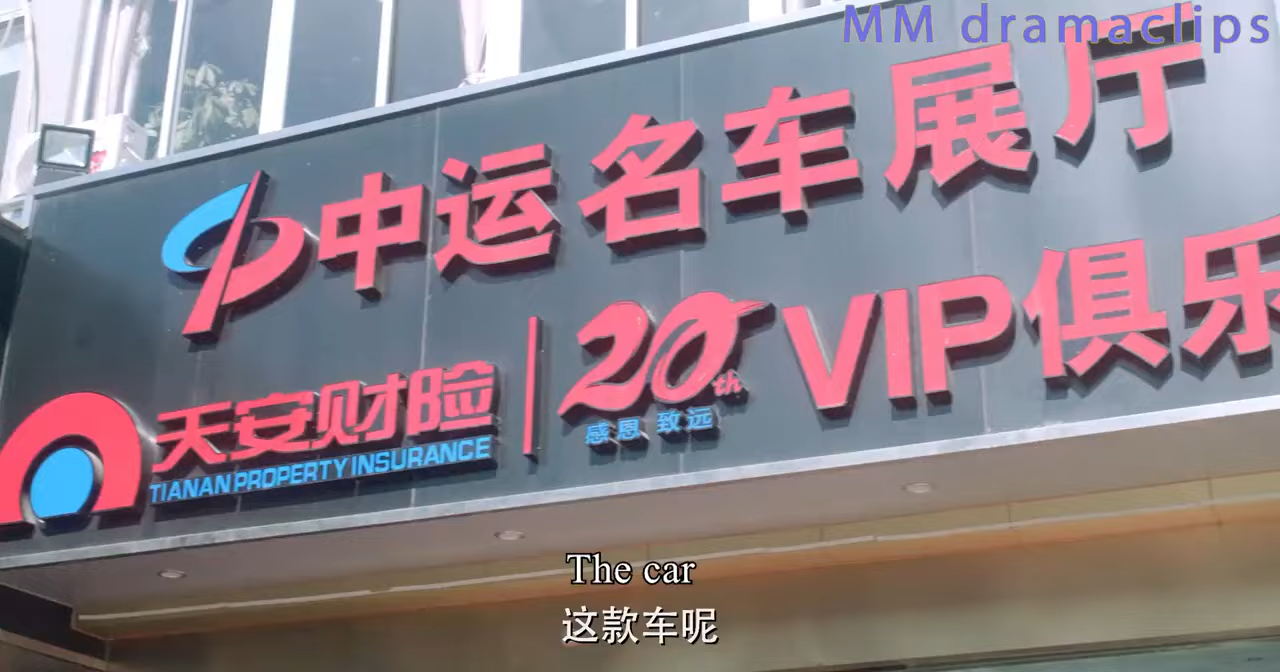 MM dramaclips
中运名车展厅
天安财险
TIANAN PROPERTY INSURANCE
20th
感恩 致远
VIP俱乐
The car
这款车呢